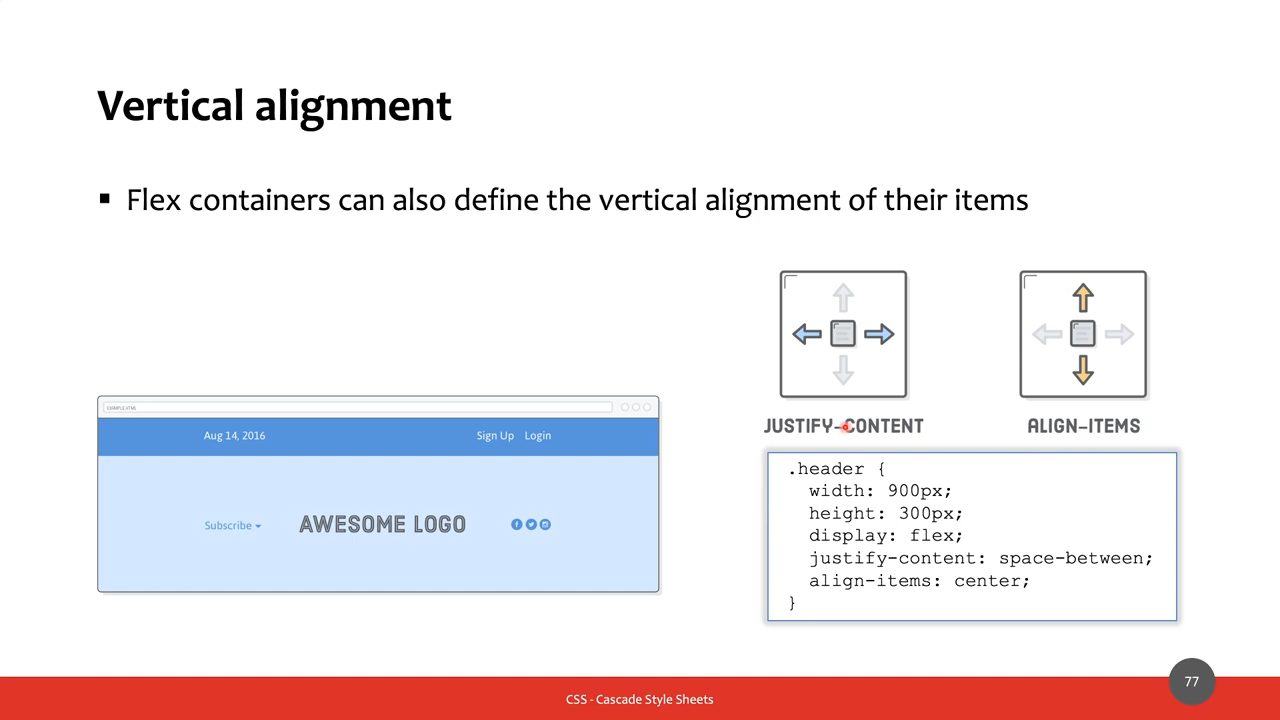 Vertical alignment
▪ Flex containers can also define the vertical alignment of their items
JUSTIFY-CONTENT
ALIGN-ITEMS
EXAMPLE.HTML
Aug 14, 2016
Sign Up
Login
Subscribe
AWESOME LOGO
.header {
  width: 900px;
  height: 300px;
  display: flex;
  justify-content: space-between;
  align-items: center;
}
77
CSS - Cascade Style Sheets